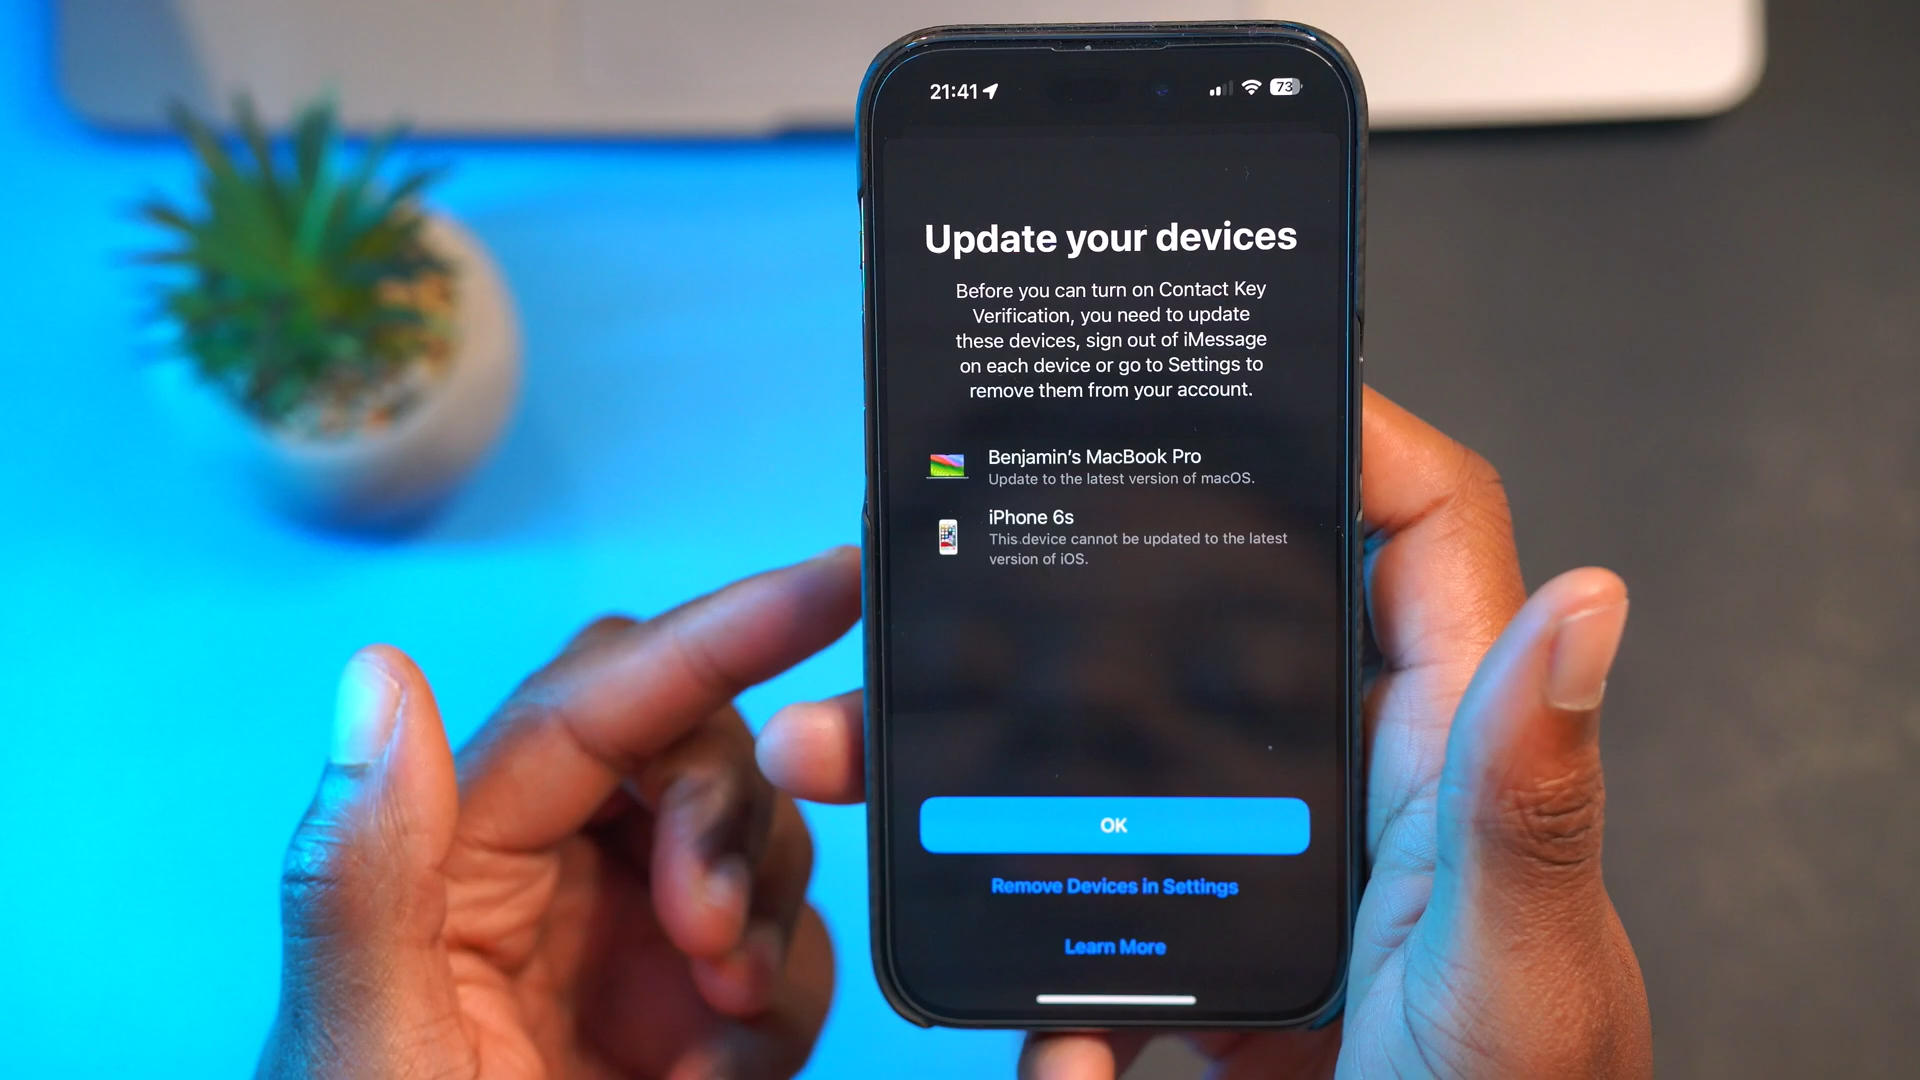 21:41
73
Update your devices
Before you can turn on Contact Key
Verification, you need to update
these devices, sign out of iMessage
on each device or go to Settings to
remove them from your account.
Benjamin’s MacBook Pro
Update to the latest version of macOS.
iPhone 6s
This device cannot be updated to the latest
version of iOS.
OK
Remove Devices in Settings
Learn More